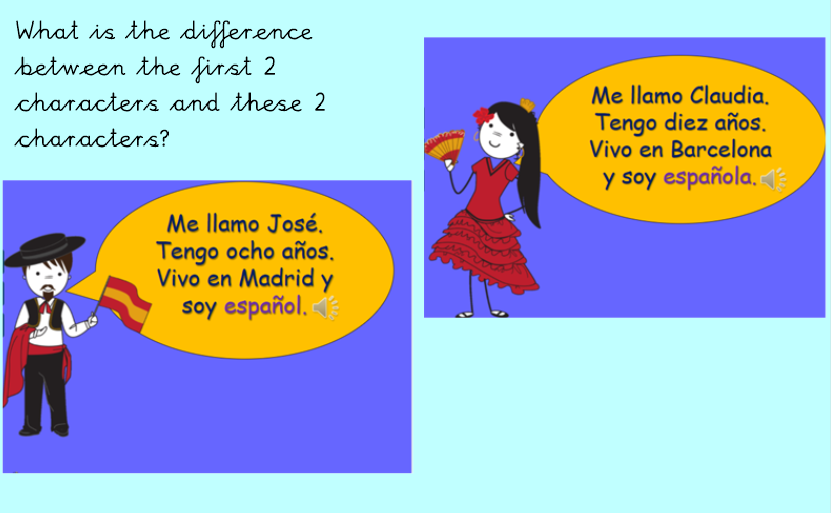 What is the difference
between the first 2
characters and these 2
characters?
Me llamo José.
Tengo ocho años.
Vivo en Madrid y
soy español.
Me llamo Claudia.
Tengo diez años.
Vivo en Barcelona
y soy española.